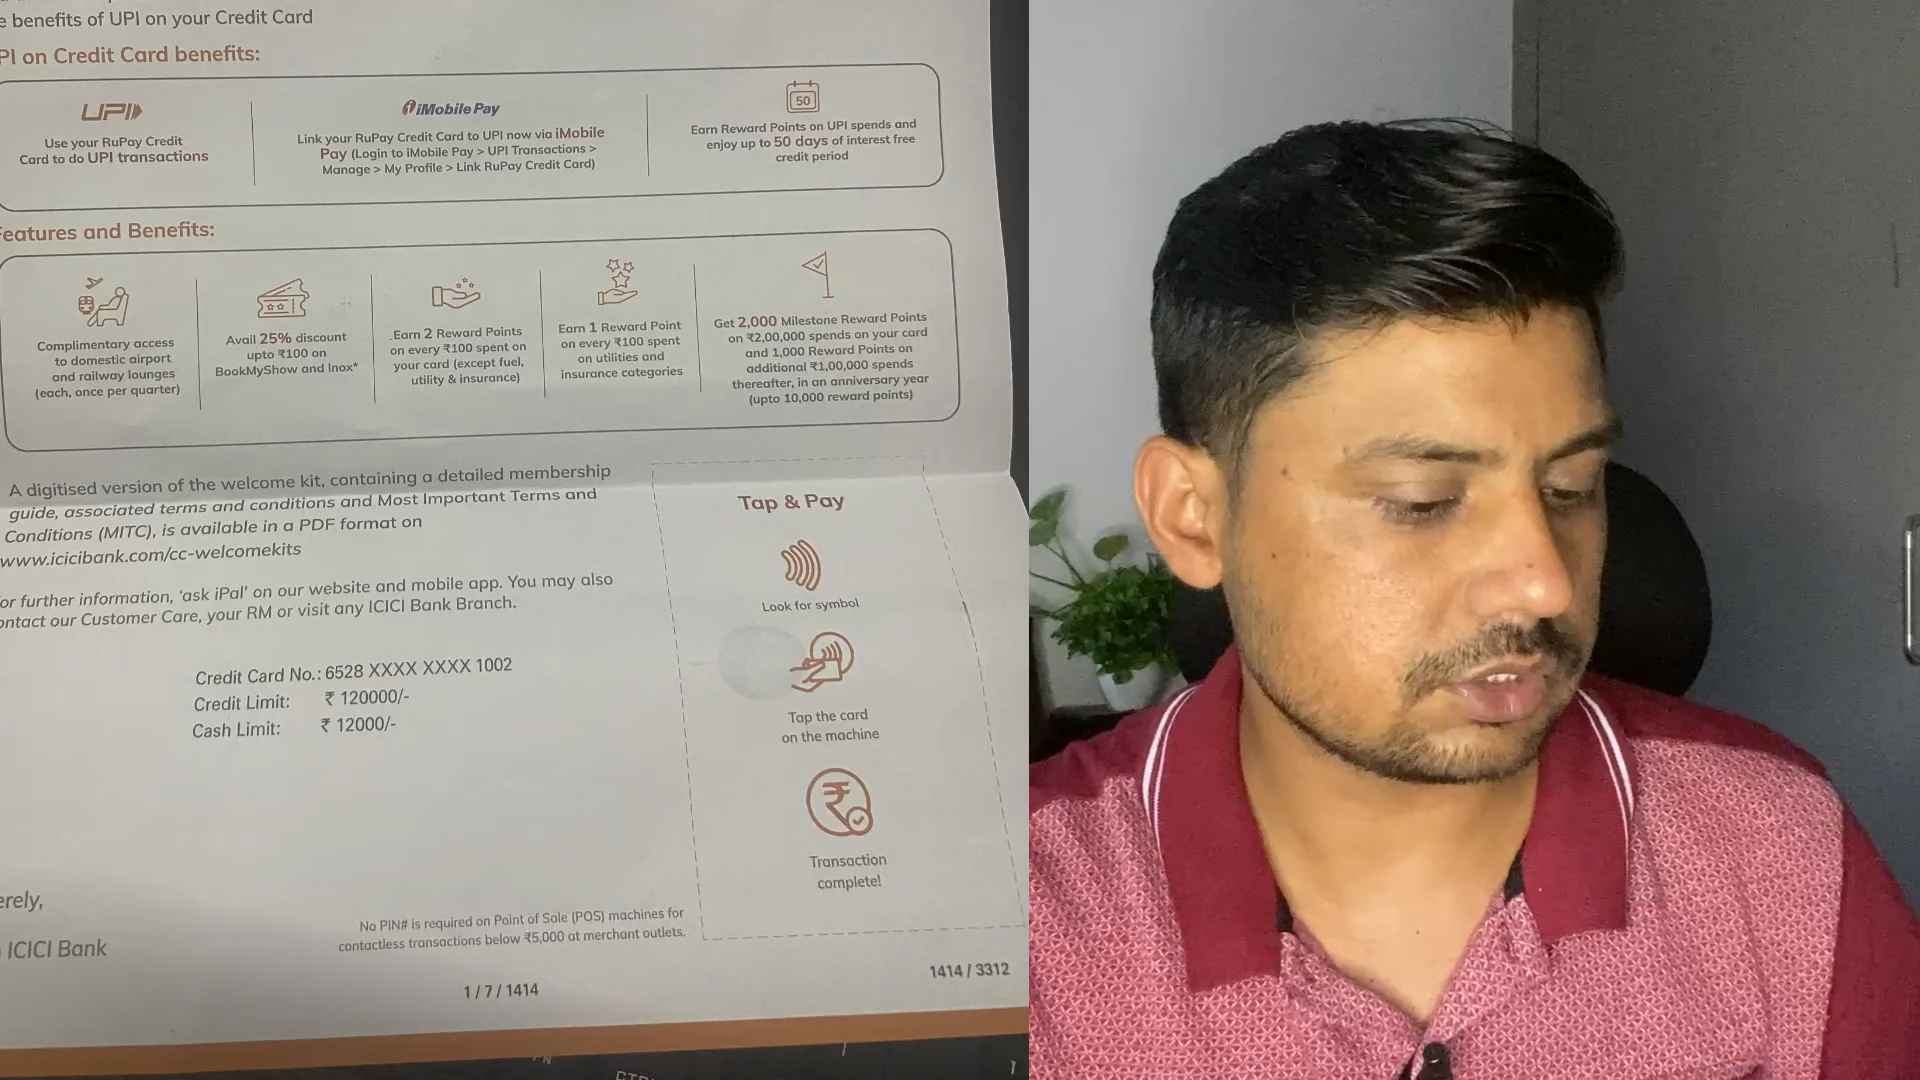 e benefits of UPI on your Credit Card
PI on Credit Card benefits:
UPI
Use your RuPay Credit
Card to do UPI transactions
iMobile Pay
Link your RuPay Credit Card to UPI now via iMobile
Pay (Login to iMobile Pay > UPI Transactions >
Manage > My Profile > Link RuPay Credit Card)
50
Earn Reward Points on UPI spends and
enjoy up to 50 days of interest free
credit period
eatures and Benefits:
Complimentary access
to domestic airport
and railway lounges
(each, once per quarter)
Avail 25% discount
upto ₹100 on
BookMyShow and Inox*
Earn 2 Reward Points
on every ₹100 spent on
your card (except fuel,
utility & insurance)
Earn 1 Reward Point
on every ₹100 spent
on utilities and
insurance categories
Get 2,000 Milestone Reward Points
on ₹2,00,000 spends on your card
and 1,000 Reward Points on
additional ₹1,00,000 spends
thereafter, in an anniversary year
(upto 10,000 reward points)
A digitised version of the welcome kit, containing a detailed membership
guide, associated terms and conditions and Most Important Terms and
Conditions (MITC), is available in a PDF format on
www.icicibank.com/cc-welcomekits
or further information, ‘ask iPal’ on our website and mobile app. You may also
ontact our Customer Care, your RM or visit any ICICI Bank Branch.
Credit Card No.: 6528 XXXX XXXX 1002
Credit Limit: ₹ 120000/-
Cash Limit: ₹ 12000/-
Tap & Pay
Look for symbol
Tap the card
on the machine
₹
Transaction
complete!
erely,
ICICI Bank
No PIN# is required on Point of Sale (POS) machines for
contactless transactions below ₹5,000 at merchant outlets.
1 / 7 / 1414
1414 / 3312